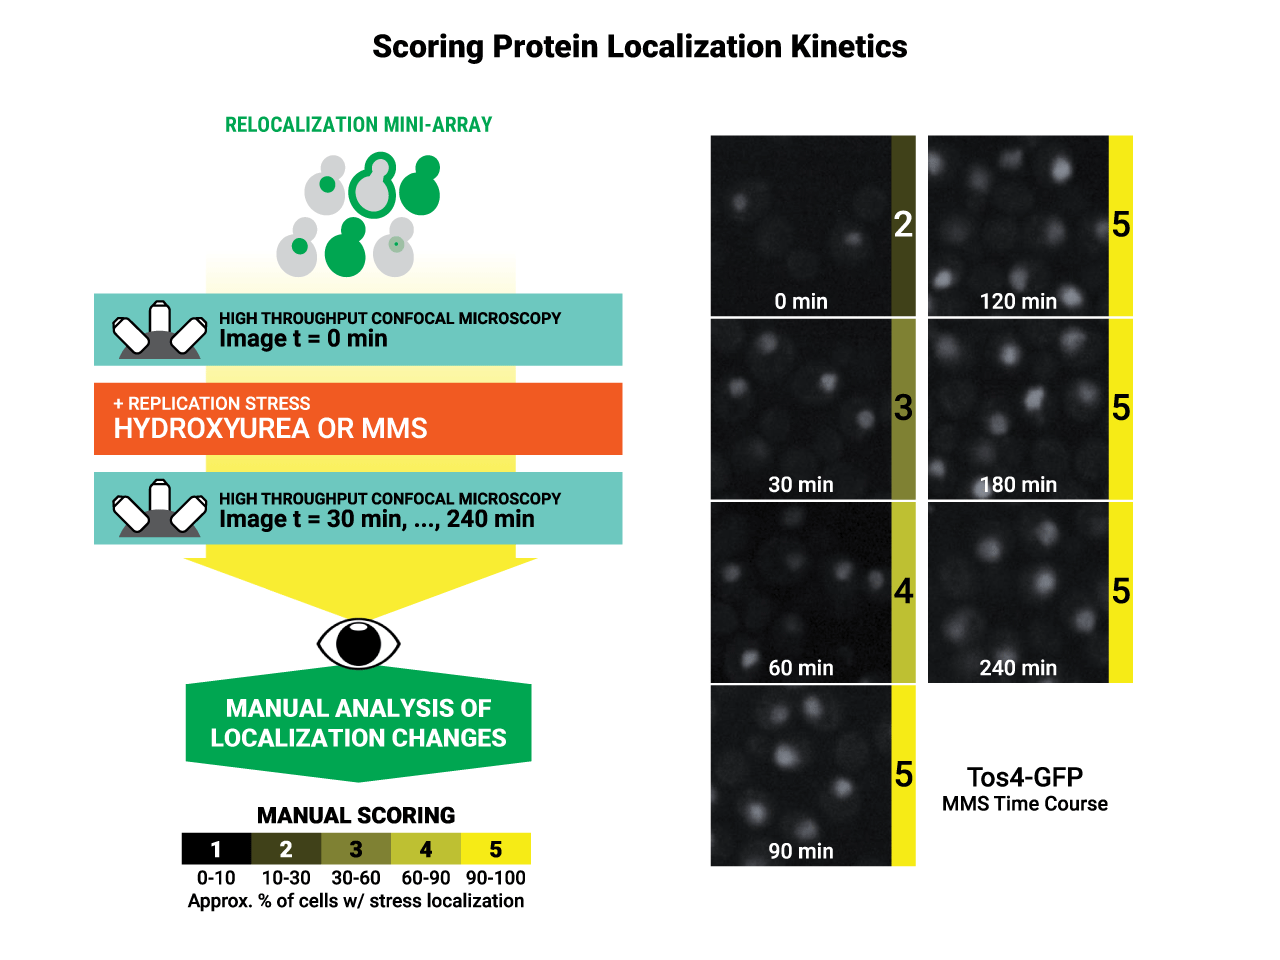 Scoring Protein Localization Kinetics
RELOCALIZATION MINI-ARRAY
HIGH THROUGHPUT CONFOCAL MICROSCOPY
Image t = 0 min
+ REPLICATION STRESS
HYDROXYUREA OR MMS
HIGH THROUGHPUT CONFOCAL MICROSCOPY
Image t = 30 min, ..., 240 min
MANUAL ANALYSIS OF
LOCALIZATION CHANGES
MANUAL SCORING
1 2 3 4 5
0-10 10-30 30-60 60-90 90-100
Approx. % of cells w/ stress localization
2
0 min
3
30 min
4
60 min
5
90 min
5
120 min
5
180 min
5
240 min
Tos4-GFP
MMS Time Course